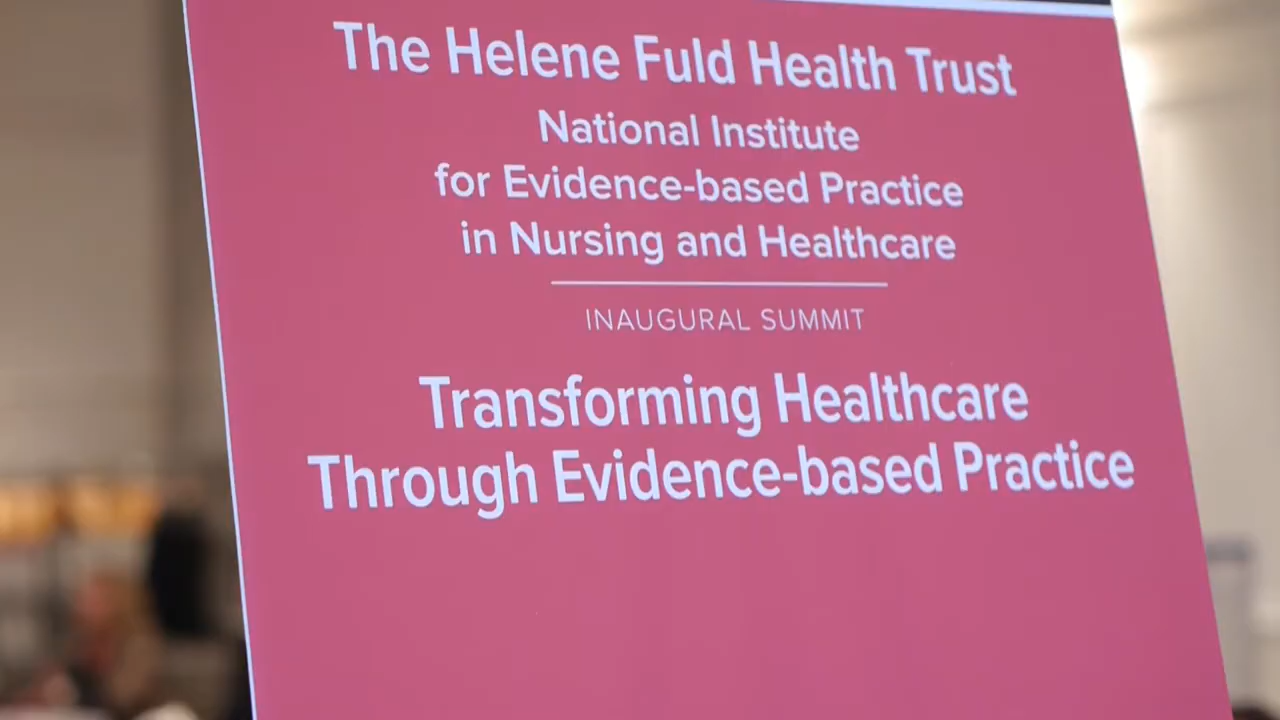 The Helene Fuld Health Trust
National Institute
for Evidence-based Practice
in Nursing and Healthcare
INAUGURAL SUMMIT
Transforming Healthcare
Through Evidence-based Practice